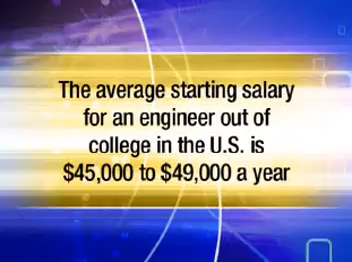 The average starting salary
for an engineer out of
college in the U.S. is
$45,000 to $49,000 a year